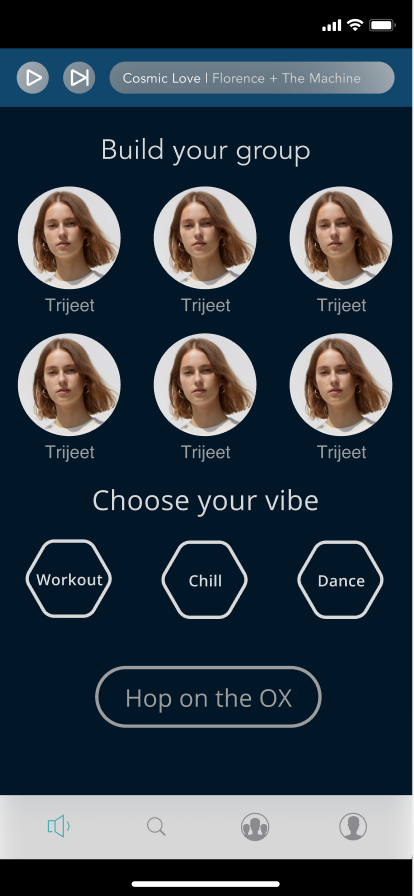 Cosmic Love | Florence + The Machine
Build your group
Trijeet Trijeet Trijeet
Trijeet Trijeet Trijeet
Choose your vibe
Workout Chill Dance
Hop on the OX